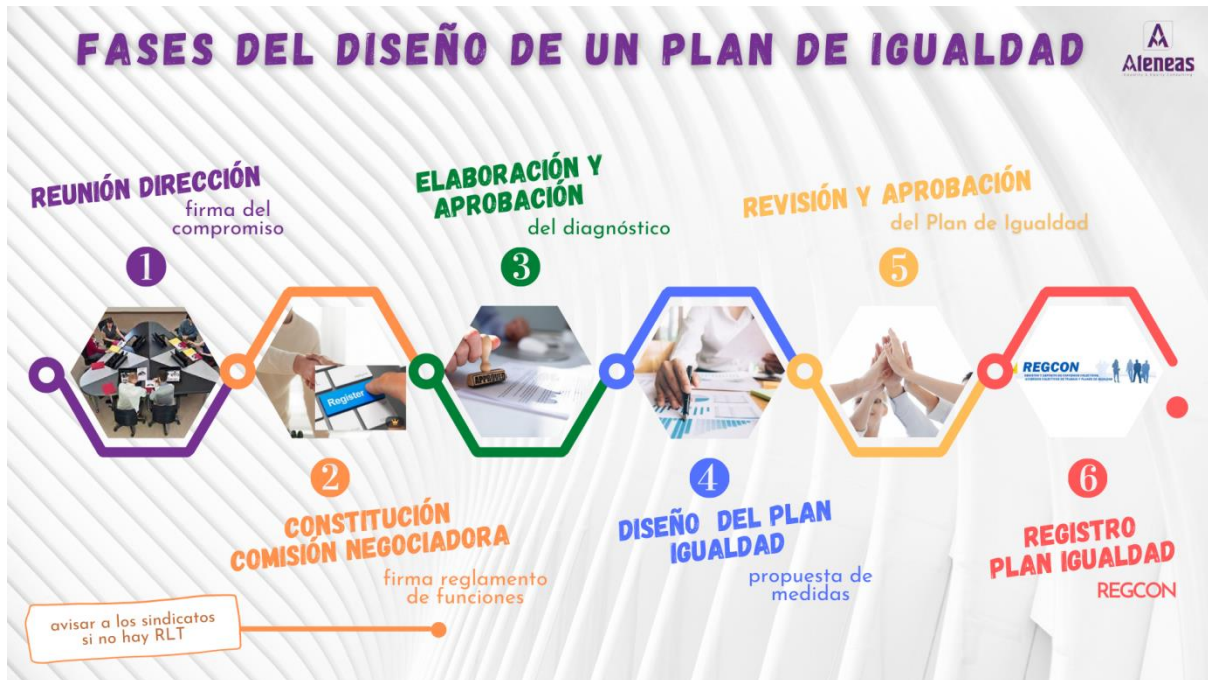 FASES DEL DISEÑO DE UN PLAN DE IGUALDAD
Aleneas
REUNIÓN DIRECCIÓN
firma del
compromiso
1
2
CONSTITUCIÓN
COMISIÓN NEGOCIADORA
firma reglamento
de funciones
avisar a los sindicatos
si no hay RLT
Register
ELABORACIÓN Y
APROBACIÓN
del diagnóstico
3
APPROVED
4
DISEÑO DEL PLAN
IGUALDAD
propuesta de
medidas
REVISIÓN Y APROBACIÓN
del Plan de Igualdad
5
REGCON
6
REGISTRO
PLAN IGUALDAD
REGCON